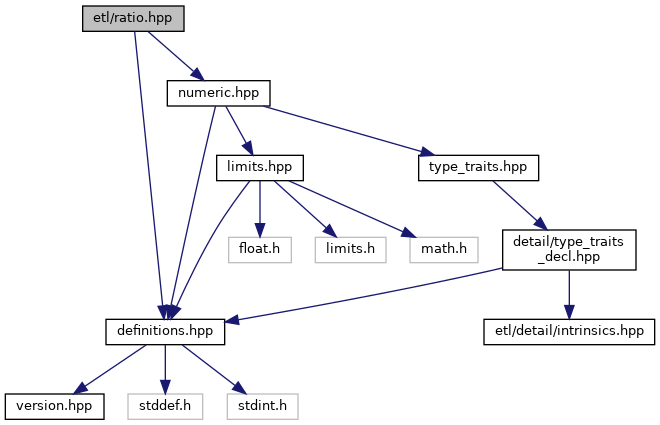 etl/ratio.hpp
numeric.hpp
limits.hpp
type_traits.hpp
float.h
limits.h
math.h
detail/type_traits
_decl.hpp
definitions.hpp
etl/detail/intrinsics.hpp
version.hpp
stddef.h
stdint.h